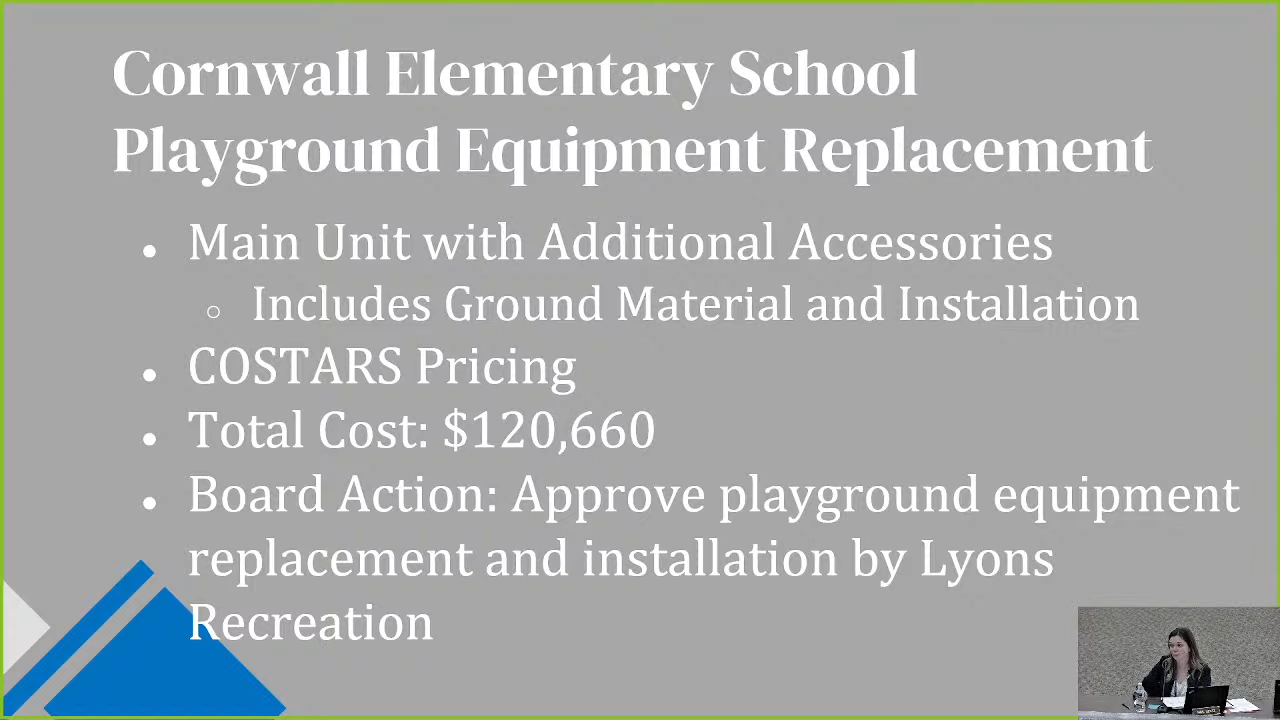 Cornwall Elementary School
Playground Equipment Replacement
● Main Unit with Additional Accessories
○ Includes Ground Material and Installation
● COSTARS Pricing
● Total Cost: $120,660
● Board Action: Approve playground equipment
replacement and installation by Lyons
Recreation